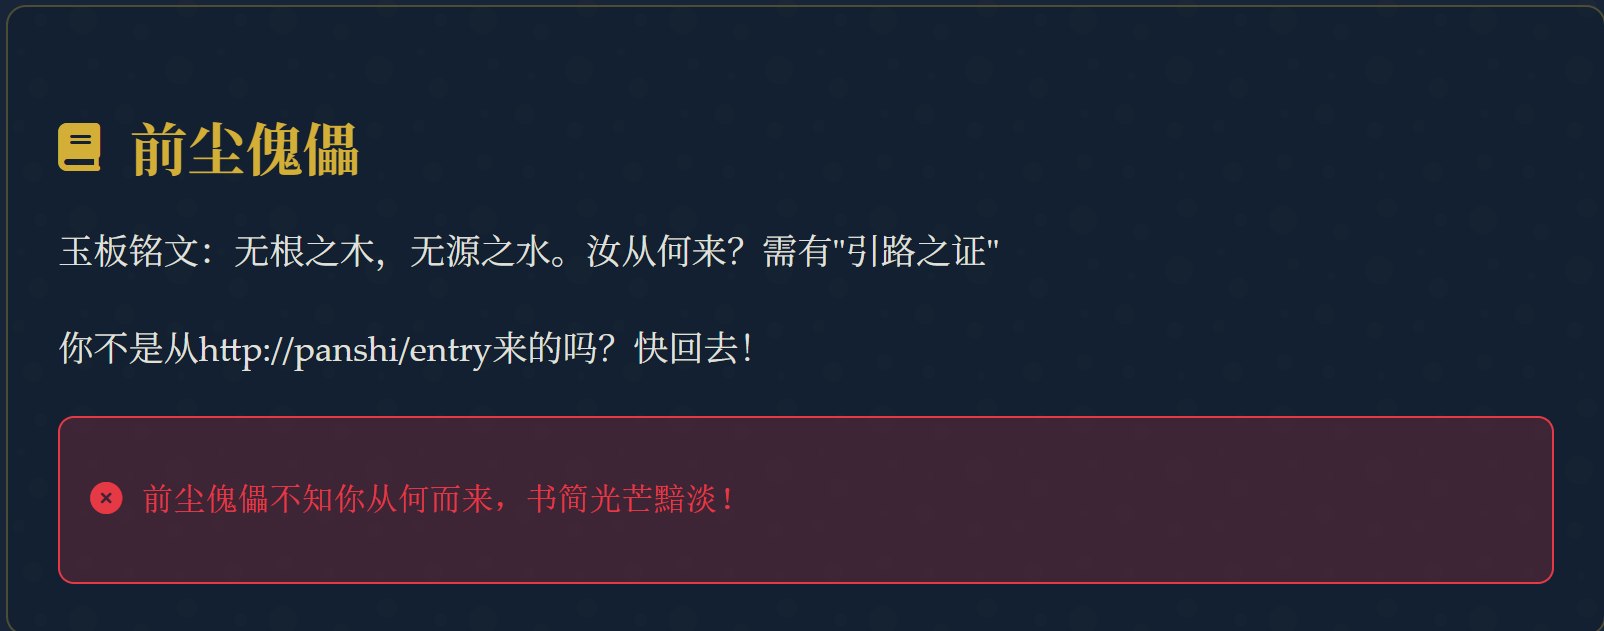 前尘傀儡
玉板铭文：无根之木，无源之水。汝从何来？需有"引路之证"
你不是从http://panshi/entry来的吗？快回去！
前尘傀儡不知你从何而来，书简光芒黯淡！